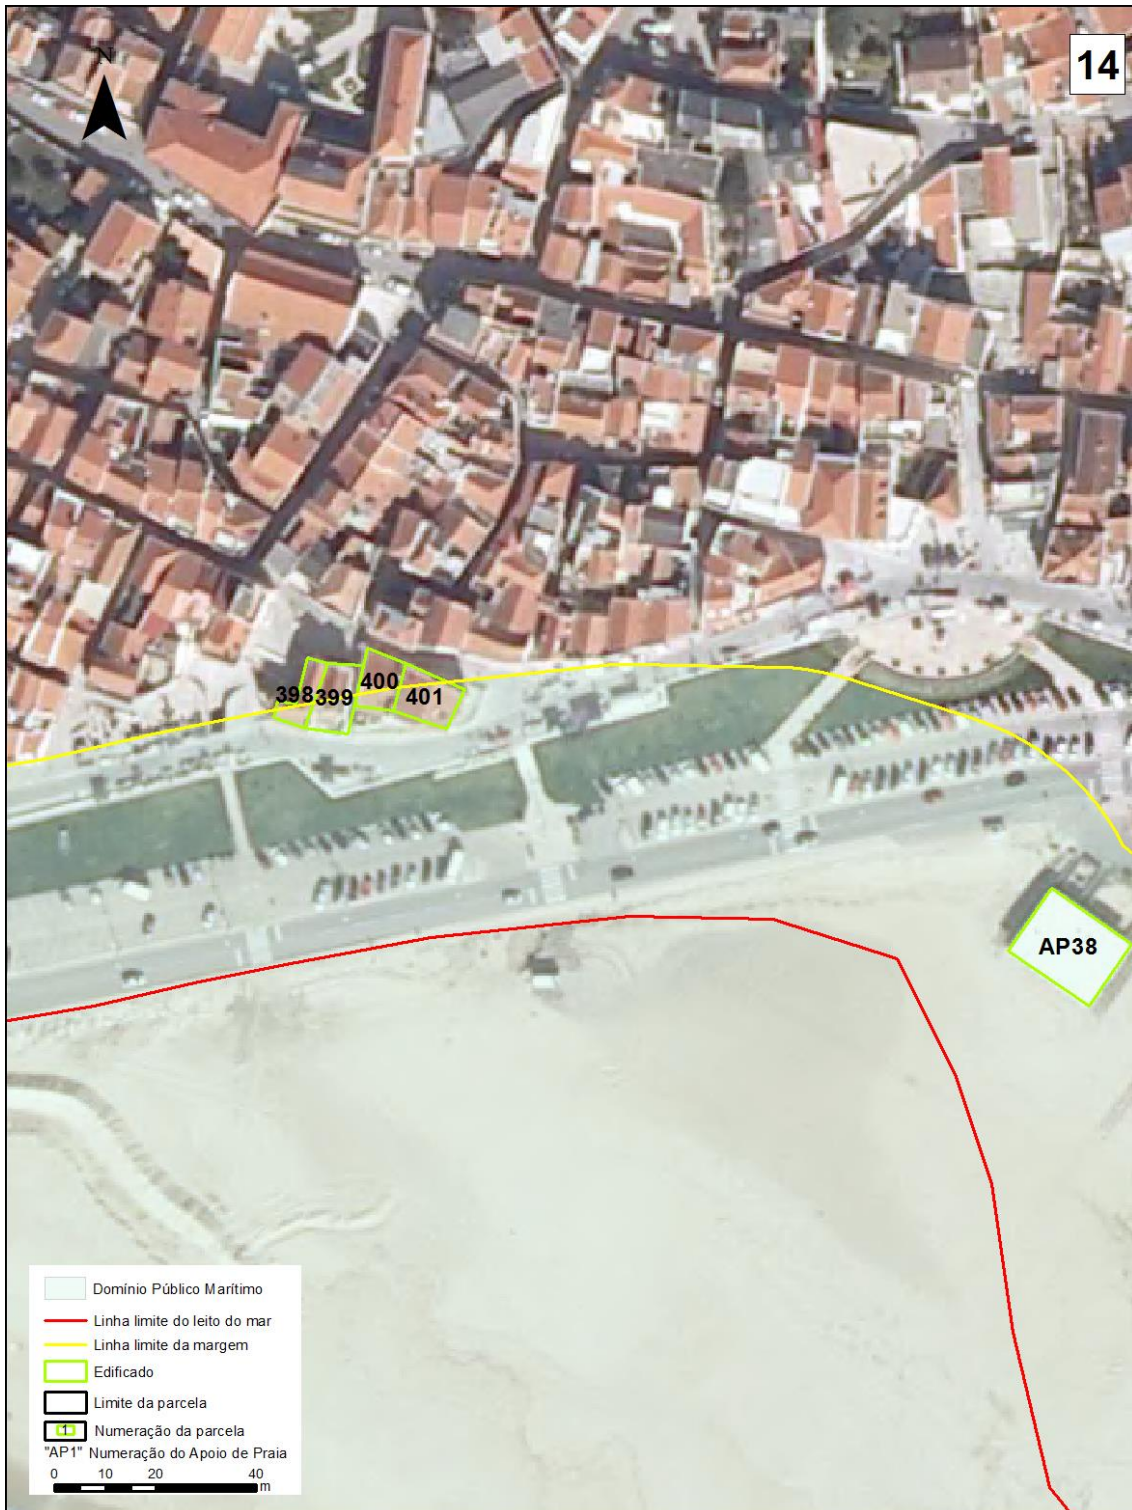 N
14
398
399
400
401
AP38
Domínio Público Marítimo
Linha limite do leito do mar
Linha limite da margem
Edificado
Limite da parcela
1 Numeração da parcela
"AP1" Numeração do Apoio de Praia
0 10 20 40
m